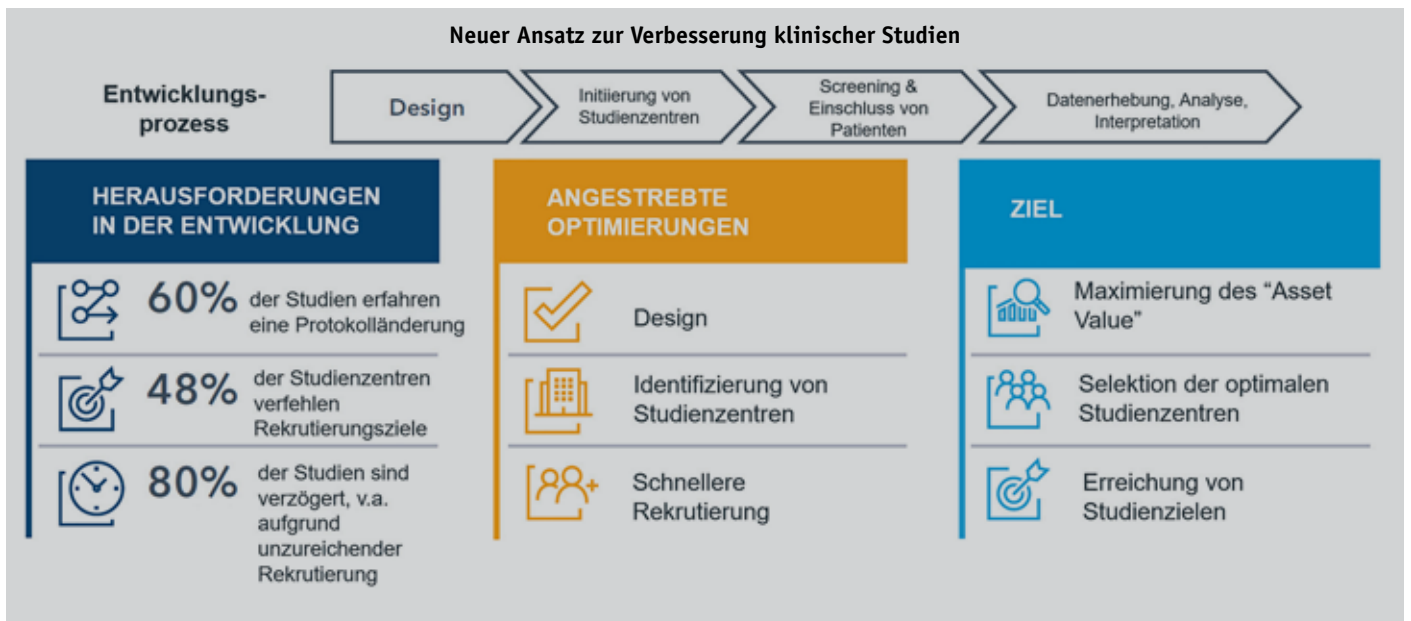 Neuer Ansatz zur Verbesserung klinischer Studien
Entwicklungs-
prozess
Design
Initiierung von
Studienzentren
Screening &
Einschluss von
Patienten
Datenerhebung, Analyse,
Interpretation
HERAUSFORDERUNGEN
IN DER ENTWICKLUNG
60% der Studien erfahren
eine Protokolländerung
48% der Studienzentren
verfehlen
Rekrutierungsziele
80% der Studien sind
verzögert, v.a.
aufgrund
unzureichender
Rekrutierung
ANGESTREBTE
OPTIMIERUNGEN
Design
Identifizierung von
Studienzentren
Schnellere
Rekrutierung
ZIEL
Maximierung des “Asset
Value”
Selektion der optimalen
Studienzentren
Erreichung von
Studienzielen